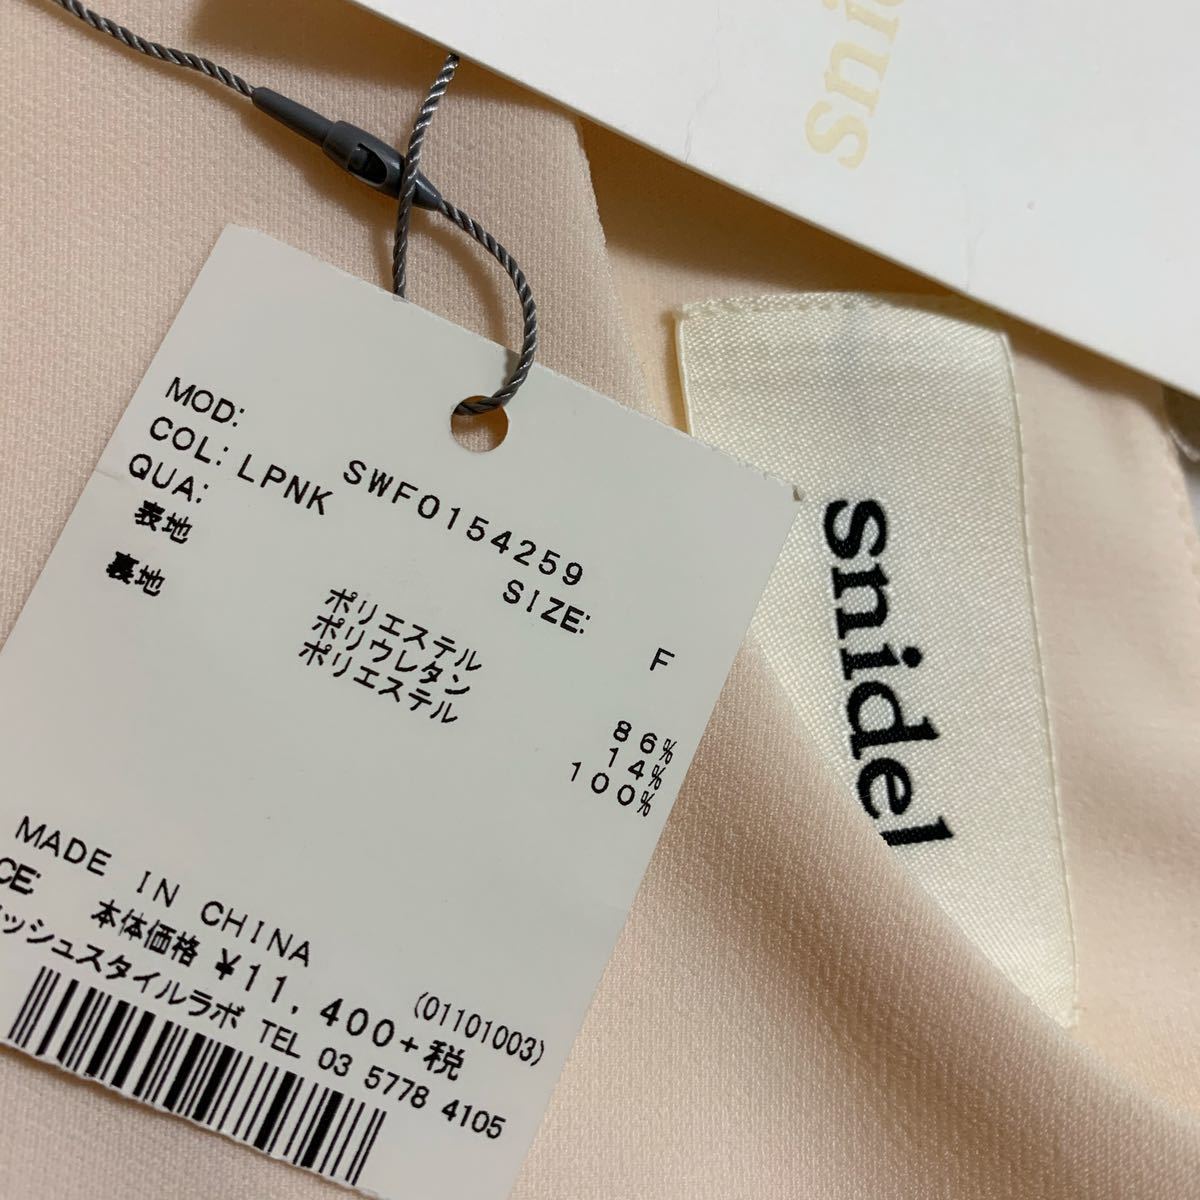 sni
MOD: SWFO154259
COL: LPNK SIZE: F
QUA:
表地 ポリエステル 86%
ポリウレタン 14%
裏地 ポリエステル 100%
MADE IN CHINA
CE: 本体価格 ¥11,400+税
(01101003)
ッシュスタイルラボ TEL 03 5778 4105
snidel